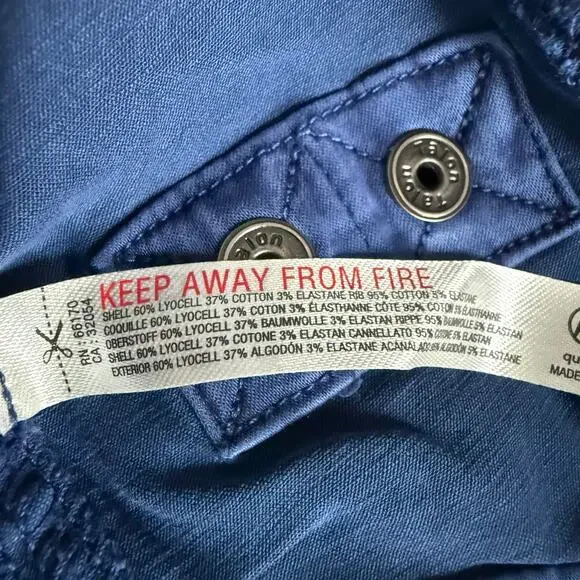 Talon
Talon
alon
KEEP AWAY FROM FIRE
SHELL 60% LYOCELL 37% COTTON 3% ELASTANE RIB 95% COTTON 5% ELASTANE
COQUILLE 60% LYOCELL 37% COTON 3% ÉLASTHANNE CÔTE 95% COTON 5% ÉLASTHANNE
OBERSTOFF 60% LYOCELL 37% BAUMWOLLE 3% ELASTAN RIPPE 95% BAUMWOLLE 5% ELASTAN
SHELL 60% LYOCELL 37% COTONE 3% ELASTAN CANNELLATO 95% COTONE 5% ELASTAN
EXTERIOR 60% LYOCELL 37% ALGODÓN 3% ELASTANE ACANALADO 95% ALGODÓN 5% ELASTANE
RN 66170
CA 32054
qu
MADE